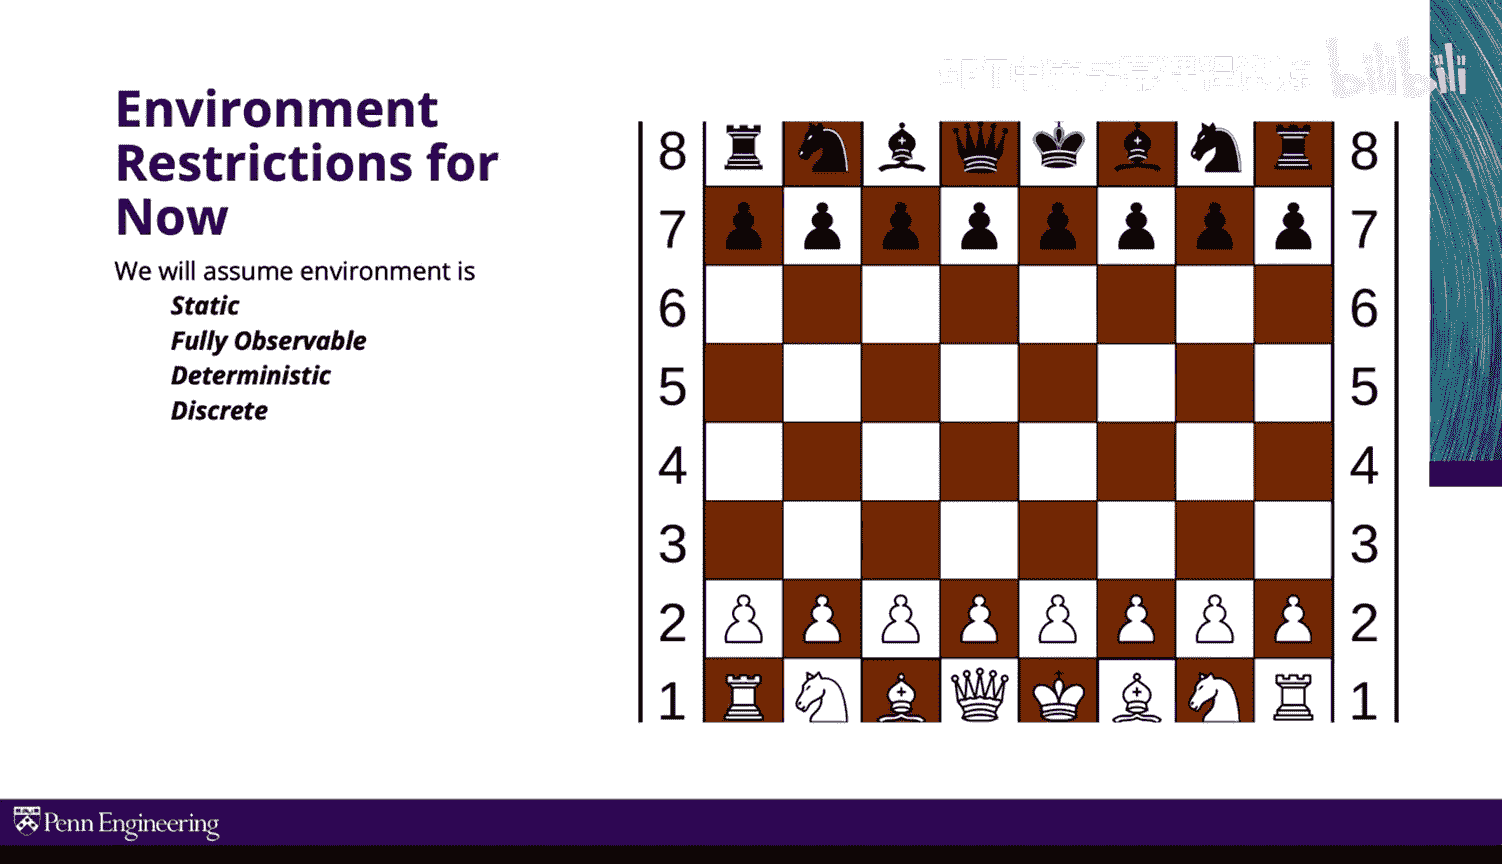 Environment
Restrictions for
Now
We will assume environment is
Static
Fully Observable
Deterministic
Discrete
bilibili
8 8
7 7
6 6
5 5
4 4
3 3
2 2
1 1
Penn Engineering